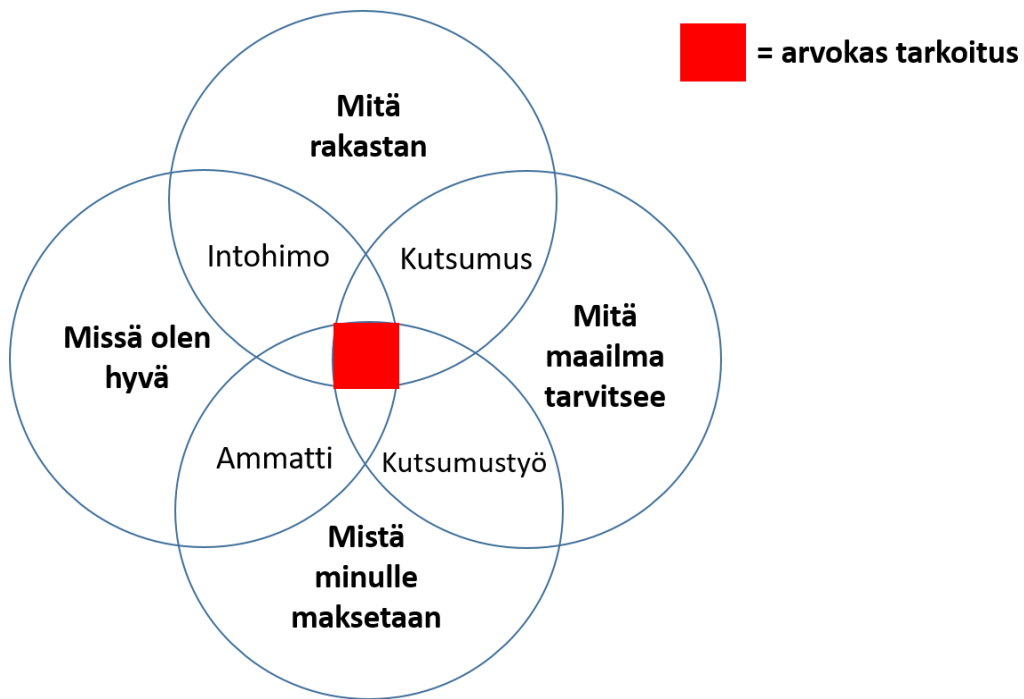 = arvokas tarkoitus
Mitä
rakastan
Intohimo
Kutsumus
Missä olen
hyvä
Mitä
maailma
tarvitsee
Ammatti
Kutsumustyö
Mistä
minulle
maksetaan